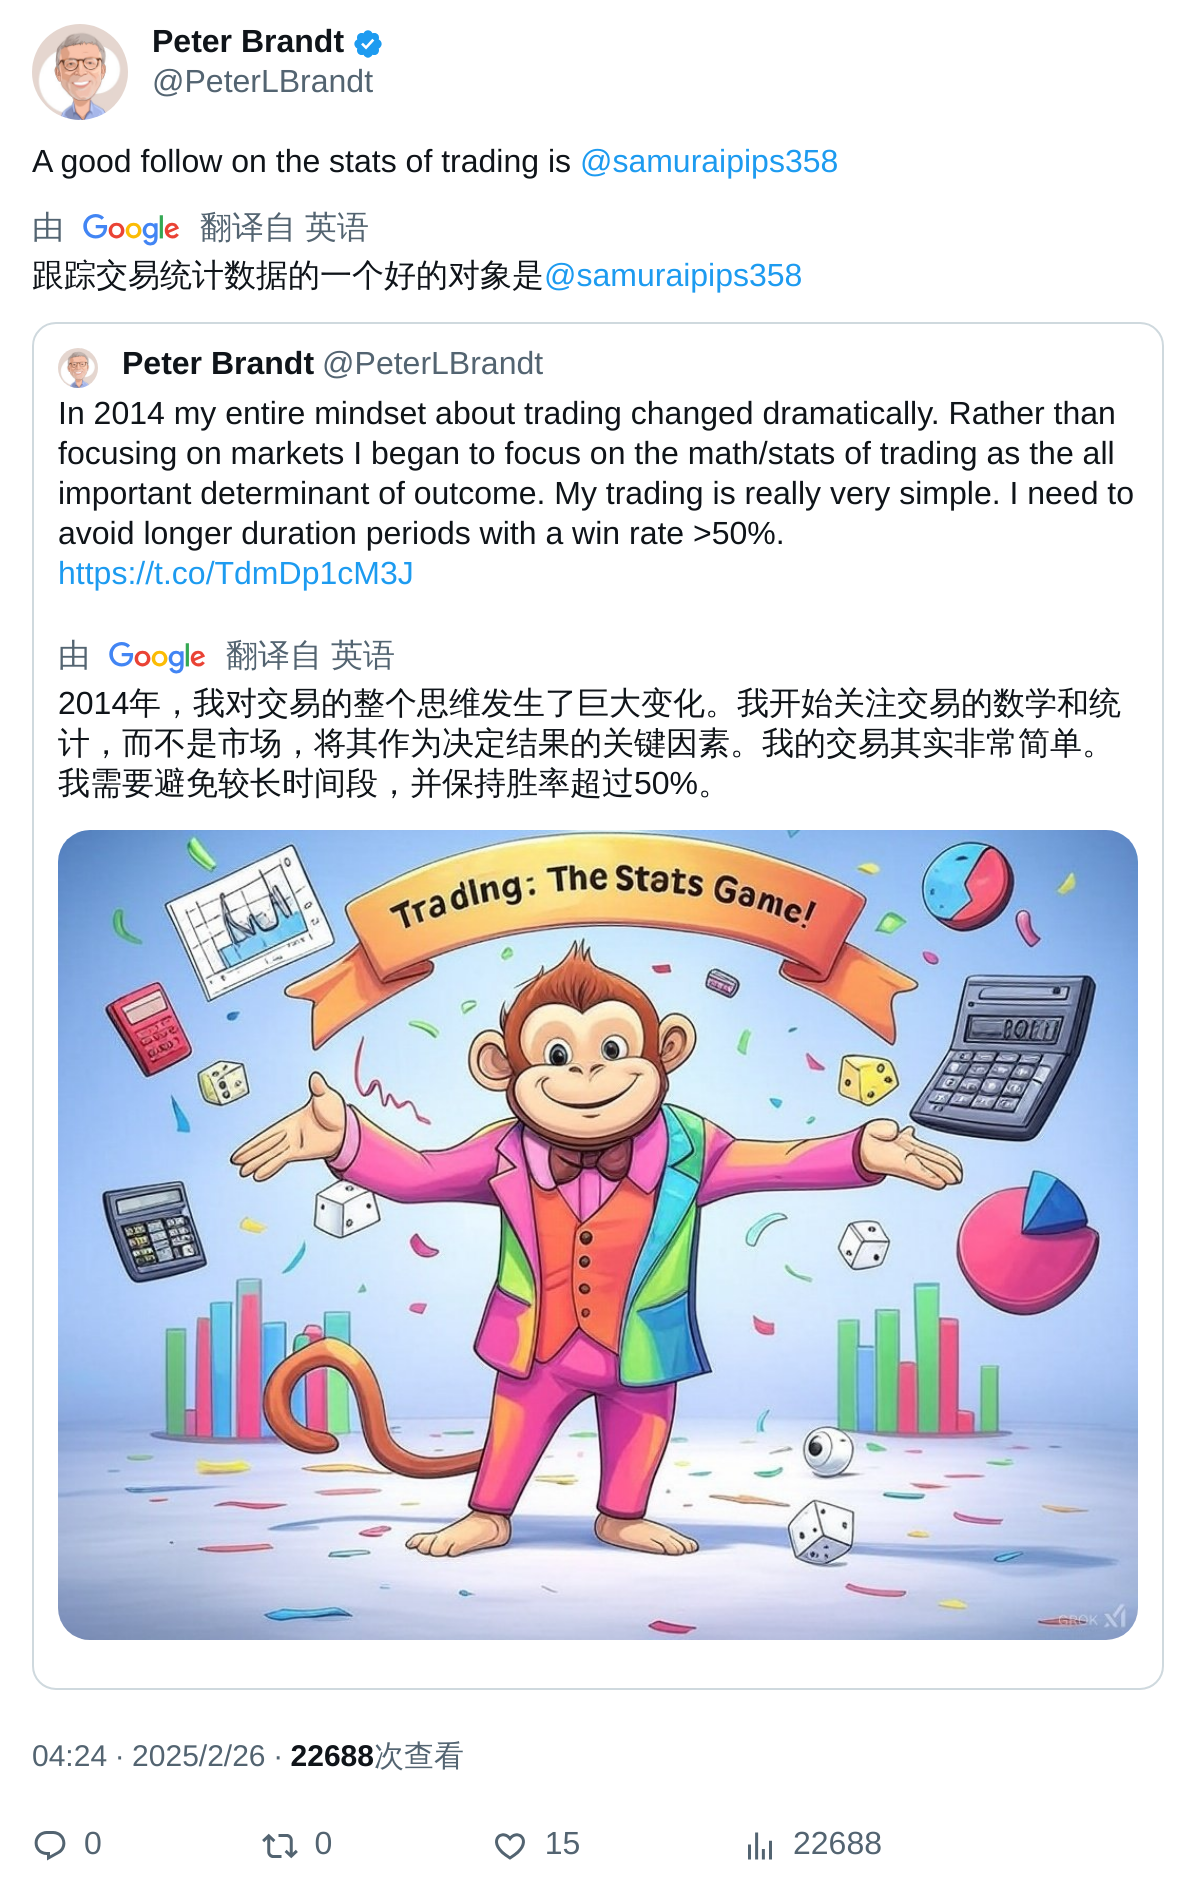 Peter Brandt
@PeterLBrandt
A good follow on the stats of trading is @samuraipips358
由 Google 翻译自 英语
跟踪交易统计数据的一个好的对象是@samuraipips358
Peter Brandt @PeterLBrandt
In 2014 my entire mindset about trading changed dramatically. Rather than
focusing on markets I began to focus on the math/stats of trading as the all
important determinant of outcome. My trading is really very simple. I need to
avoid longer duration periods with a win rate >50%.
https://t.co/TdmDp1cM3J
由 Google 翻译自 英语
2014年，我对交易的整个思维发生了巨大变化。我开始关注交易的数学和统
计，而不是市场，将其作为决定结果的关键因素。我的交易其实非常简单。
我需要避免较长时间段，并保持胜率超过50%。
TradIng: The Stats Game!
GROK
04:24 · 2025/2/26 · 22688次查看
0 0 15 22688